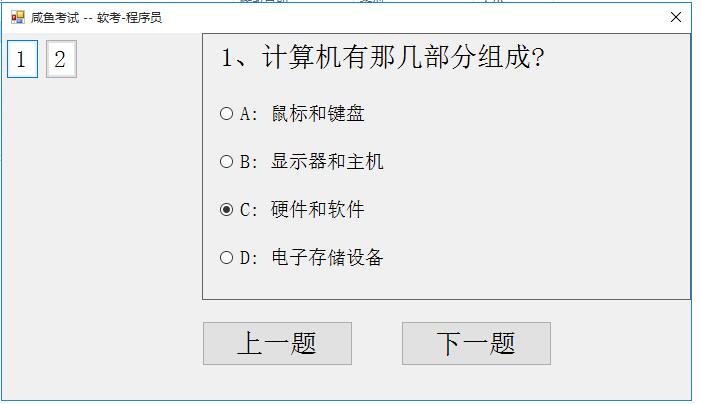 咸鱼考试 -- 软考-程序员
1 2
1、计算机有那几部分组成?
A: 鼠标和键盘
B: 显示器和主机
C: 硬件和软件
D: 电子存储设备
上一题 下一题